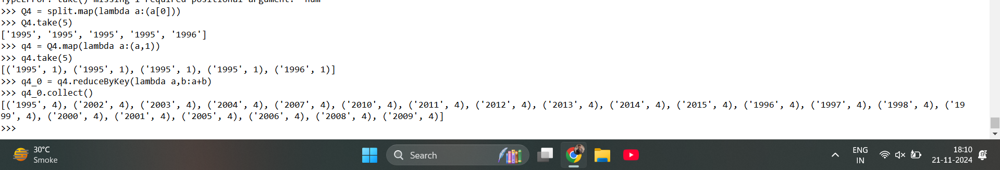 TypeError: take() missing 1 required positional argument: 'num'
>>> Q4 = split.map(lambda a:(a[0]))
>>> Q4.take(5)
['1995', '1995', '1995', '1995', '1996']
>>> q4 = Q4.map(lambda a:(a,1))
>>> q4.take(5)
[('1995', 1), ('1995', 1), ('1995', 1), ('1995', 1), ('1996', 1)]
>>> q4_0 = q4.reduceByKey(lambda a,b:a+b)
>>> q4_0.collect()
[('1995', 4), ('2002', 4), ('2003', 4), ('2004', 4), ('2007', 4), ('2010', 4), ('2011', 4), ('2012', 4), ('2013', 4), ('2014', 4), ('2015', 4), ('1996', 4), ('1997', 4), ('1998', 4), ('19
99', 4), ('2000', 4), ('2001', 4), ('2005', 4), ('2006', 4), ('2008', 4), ('2009', 4)]
>>>
30°C
Smoke
Search
ENG
IN
18:10
21-11-2024